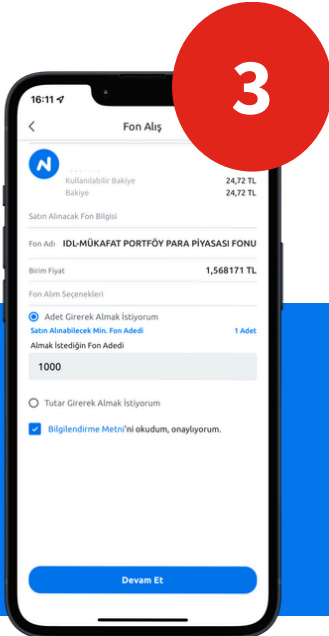 3
16:11
Fon Alış
Kullanılabilir Bakiye 24,72 TL
Bakiye 24,72 TL
Satın Alınacak Fon Bilgisi
Fon Adı IDL-MÜKAFAT PORTFÖY PARA PİYASASI FONU
Birim Fiyat 1,568171 TL
Fon Alım Seçenekleri
Adet Girerek Almak İstiyorum
Satın Alınabilecek Min. Fon Adedi 1 Adet
Almak İstediğin Fon Adedi
1000
Tutar Girerek Almak İstiyorum
Bilgilendirme Metni'ni okudum, onaylıyorum.
Devam Et